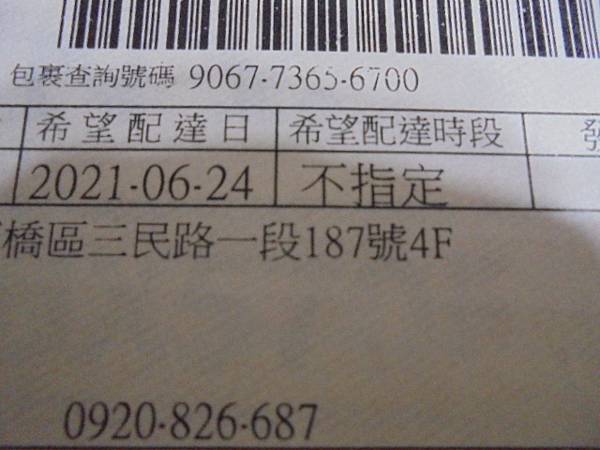 包裹查詢號碼 9067-7365-6700
希望配達日 希望配達時段
2021-06-24 不指定
橋區三民路一段187號4F
0920-826-687